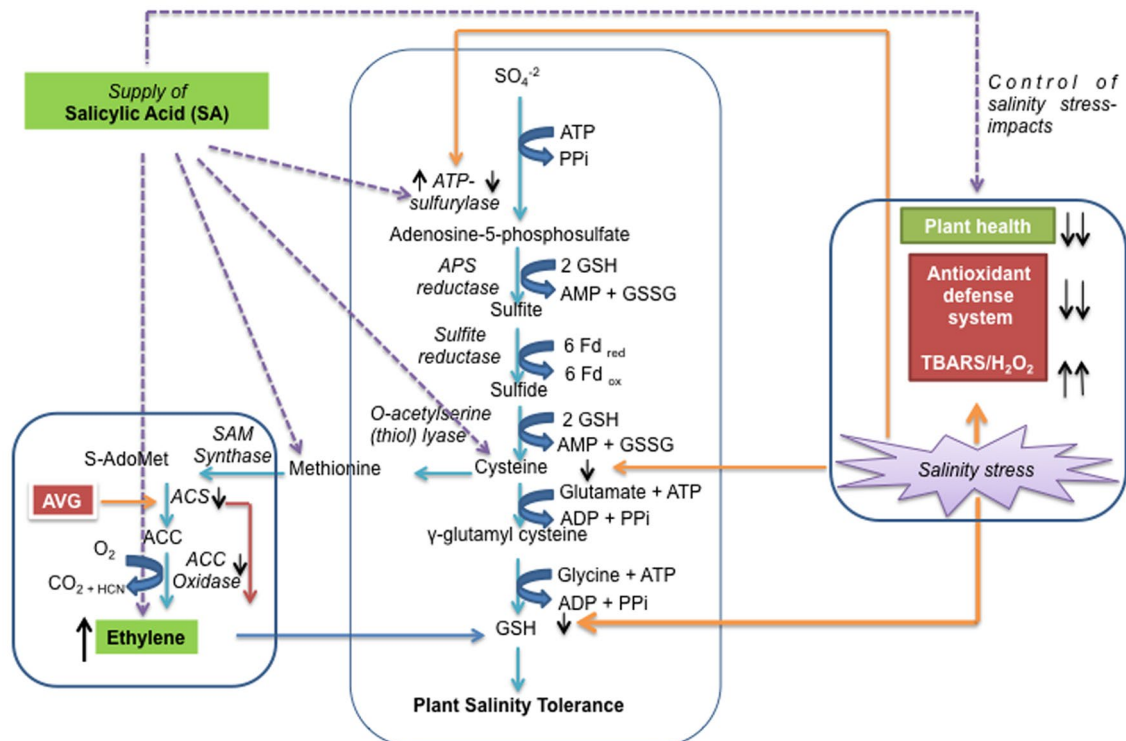 Supply of
Salicylic Acid (SA)
SO4-2
ATP
PPi
ATP-
sulfurylase
Adenosine-5-phosphosulfate
APS
reductase
2 GSH
AMP + GSSG
Sulfite
Sulfite
reductase
6 Fd red
6 Fd ox
Sulfide
O-acetylserine
(thiol) lyase
2 GSH
AMP + GSSG
Cysteine
Methionine
Glutamate + ATP
ADP + PPi
γ-glutamyl cysteine
Glycine + ATP
ADP + PPi
GSH
Plant Salinity Tolerance
SAM
Synthase
S-AdoMet
AVG
ACS
ACC
O2
CO2 + HCN
ACC
Oxidase
Ethylene
Control of
salinity stress-
impacts
Plant health
Antioxidant
defense
system
TBARS/H2O2
Salinity stress